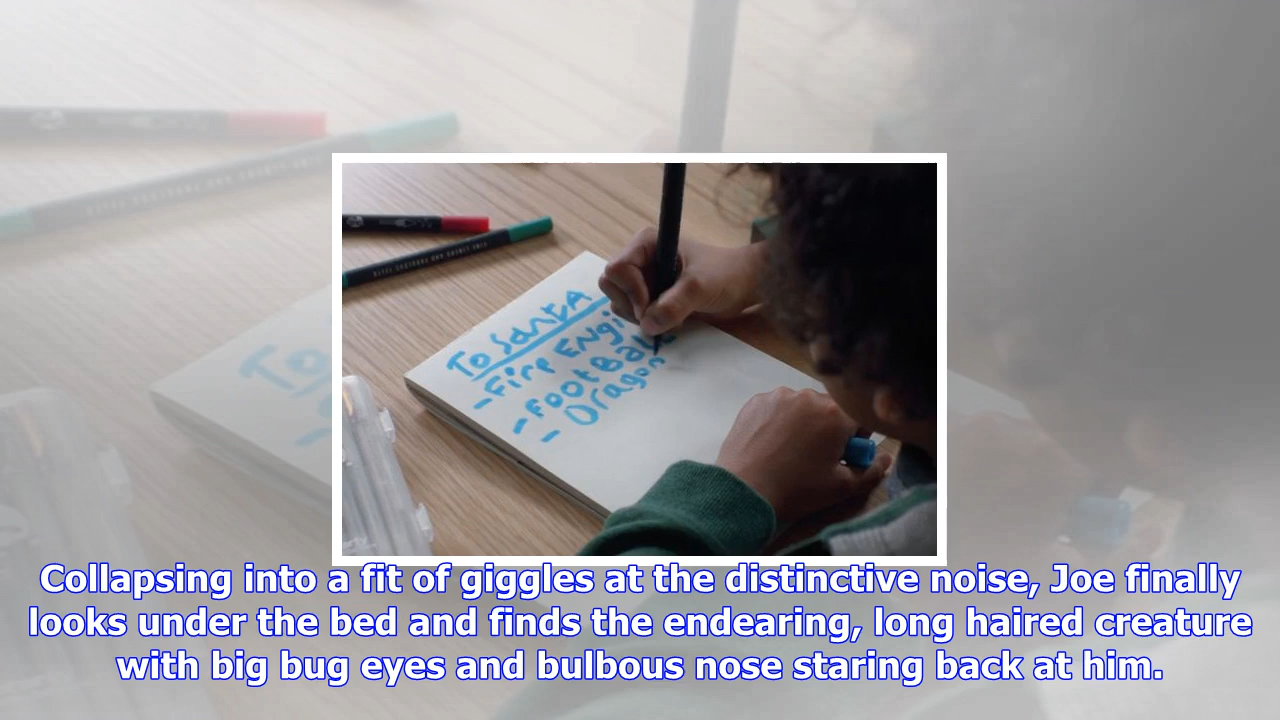 To Santa
- Fire Engi
- Football
- Dragon
Collapsing into a fit of giggles at the distinctive noise, Joe finally
looks under the bed and finds the endearing, long haired creature
with big bug eyes and bulbous nose staring back at him.